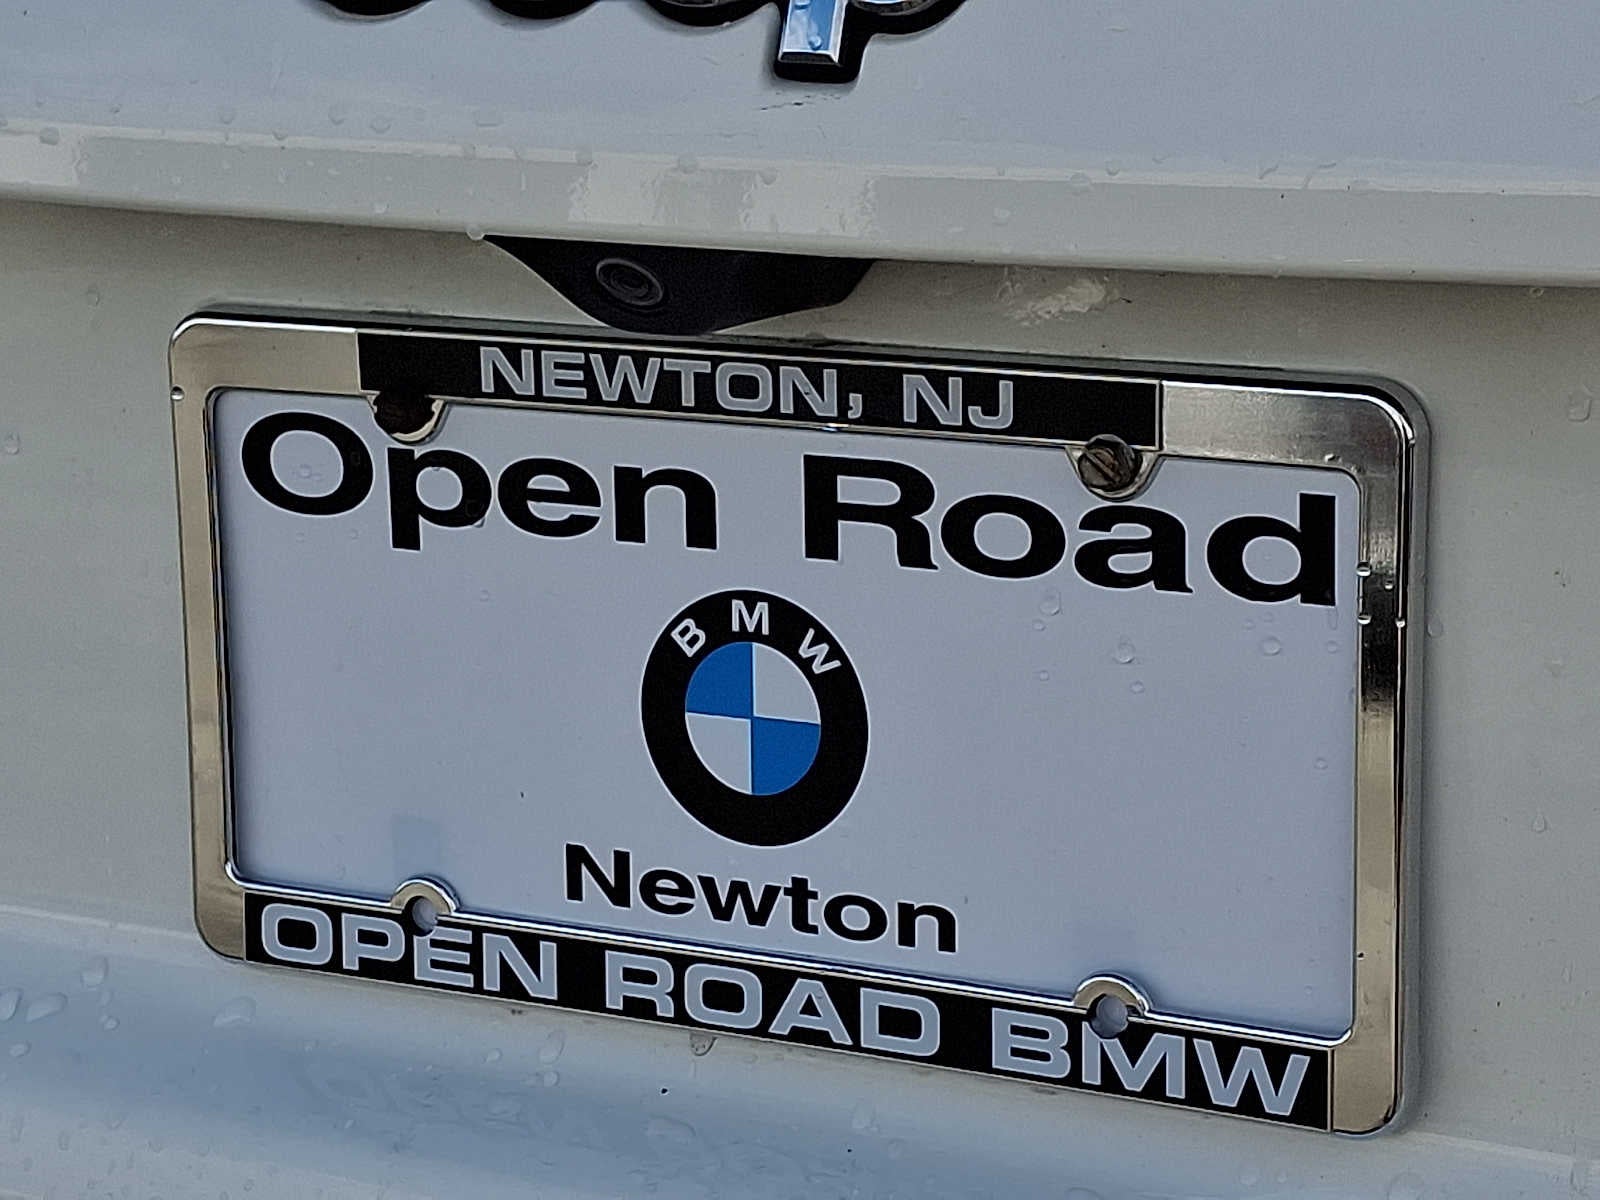 NEWTON, NJ
Open Road
BMW
Newton
OPEN ROAD BMW